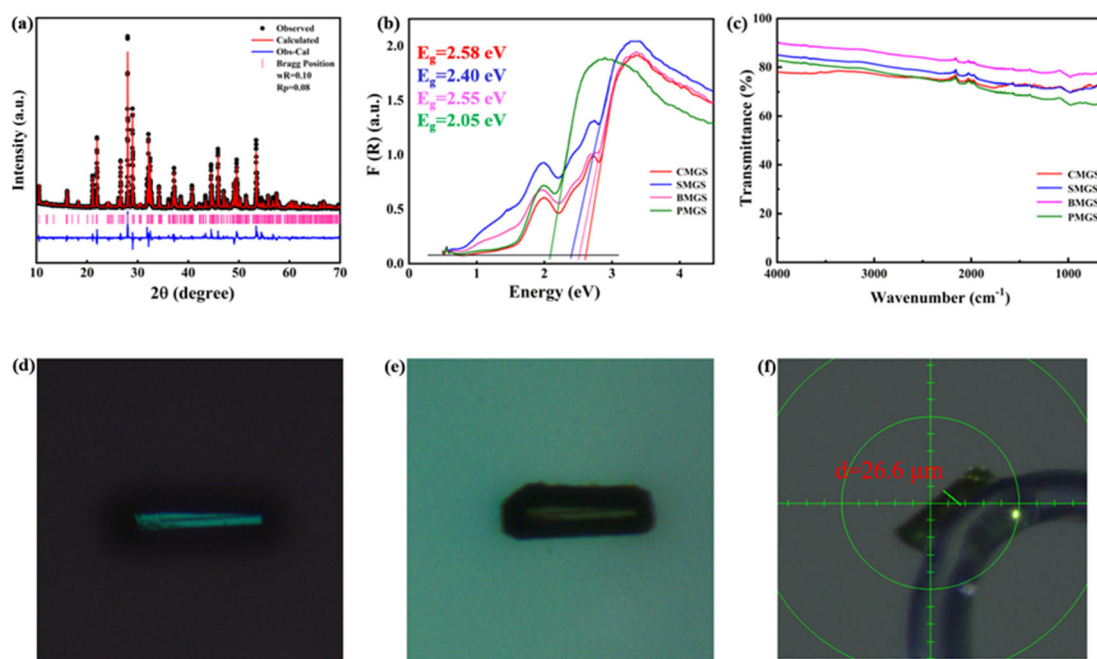 (a)
Observed
Calculated
Obs-Cal
Bragg Position
wR=0.10
Rp=0.08
Intensity (a.u.)
10 20 30 40 50 60 70
2θ (degree)
(b)
E_g=2.58 eV
E_g=2.40 eV
E_g=2.55 eV
E_g=2.05 eV
F (R) (a.u.)
2.0
1.5
1.0
0.5
0.0
CMGS
SMGS
BMGS
PMGS
0 1 2 3 4
Energy (eV)
(c)
Transmittance (%)
100
80
60
40
20
0
CMGS
SMGS
BMGS
PMGS
4000 3000 2000 1000
Wavenumber (cm⁻¹)
(d)
(e)
(f)
d=26.6 μm